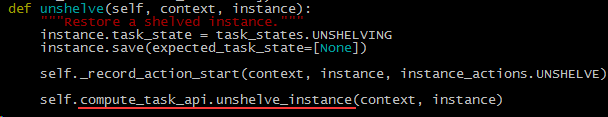 def unshelve(self, context, instance):
"""Restore a shelved instance."""
instance.task_state = task_states.UNSHELVING
instance.save(expected_task_state=[None])
self._record_action_start(context, instance, instance_actions.UNSHELVE)
self.compute_task_api.unshelve_instance(context, instance)